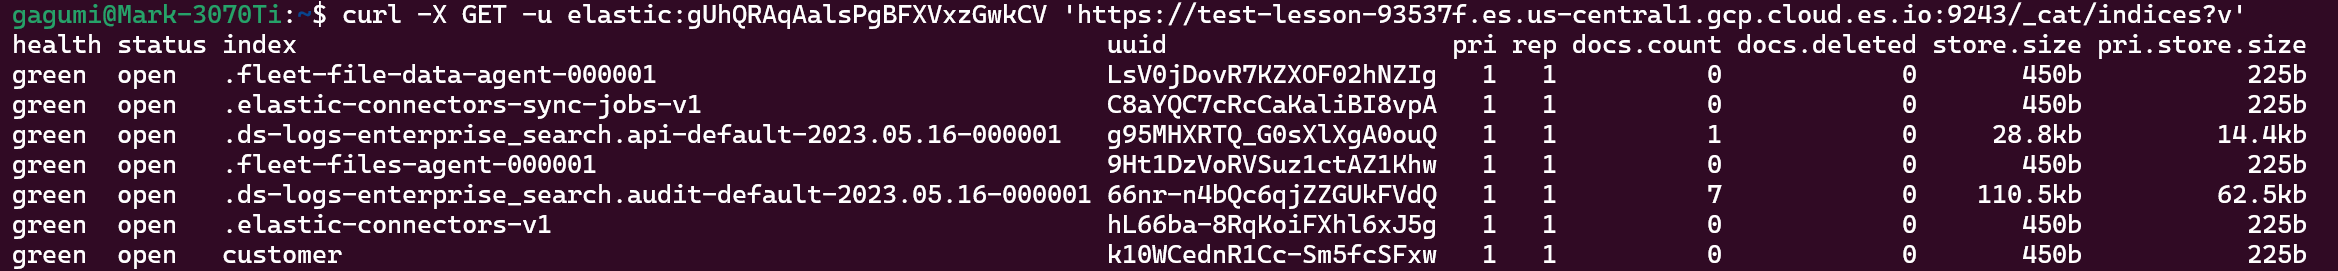 gagumi@Mark-3070Ti:~$ curl -X GET -u elastic:gUhQRAqAalsPgBFXVxzGwkCV 'https://test-lesson-93537f.es.us-central1.gcp.cloud.es.io:9243/_cat/indices?v'
health status index uuid pri rep docs.count docs.deleted store.size pri.store.size
green open .fleet-file-data-agent-000001 LsV0jDovR7KZXOF02hNZIg 1 1 0 0 450b 225b
green open .elastic-connectors-sync-jobs-v1 C8aYQC7cRcCaKaliBI8vpA 1 1 0 0 450b 225b
green open .ds-logs-enterprise_search.api-default-2023.05.16-000001 g95MHXRTQ_G0sXlXgA0ouQ 1 1 1 0 28.8kb 14.4kb
green open .fleet-files-agent-000001 9Ht1DzVoRVSuz1ctAZ1Khw 1 1 0 0 450b 225b
green open .ds-logs-enterprise_search.audit-default-2023.05.16-000001 66nr-n4bQc6qjZZGUkFVdQ 1 1 7 0 110.5kb 62.5kb
green open .elastic-connectors-v1 hL66ba-8RqKoiFXhl6xJ5g 1 1 0 0 450b 225b
green open customer k10WCednR1Cc-Sm5fcSFxw 1 1 0 0 450b 225b